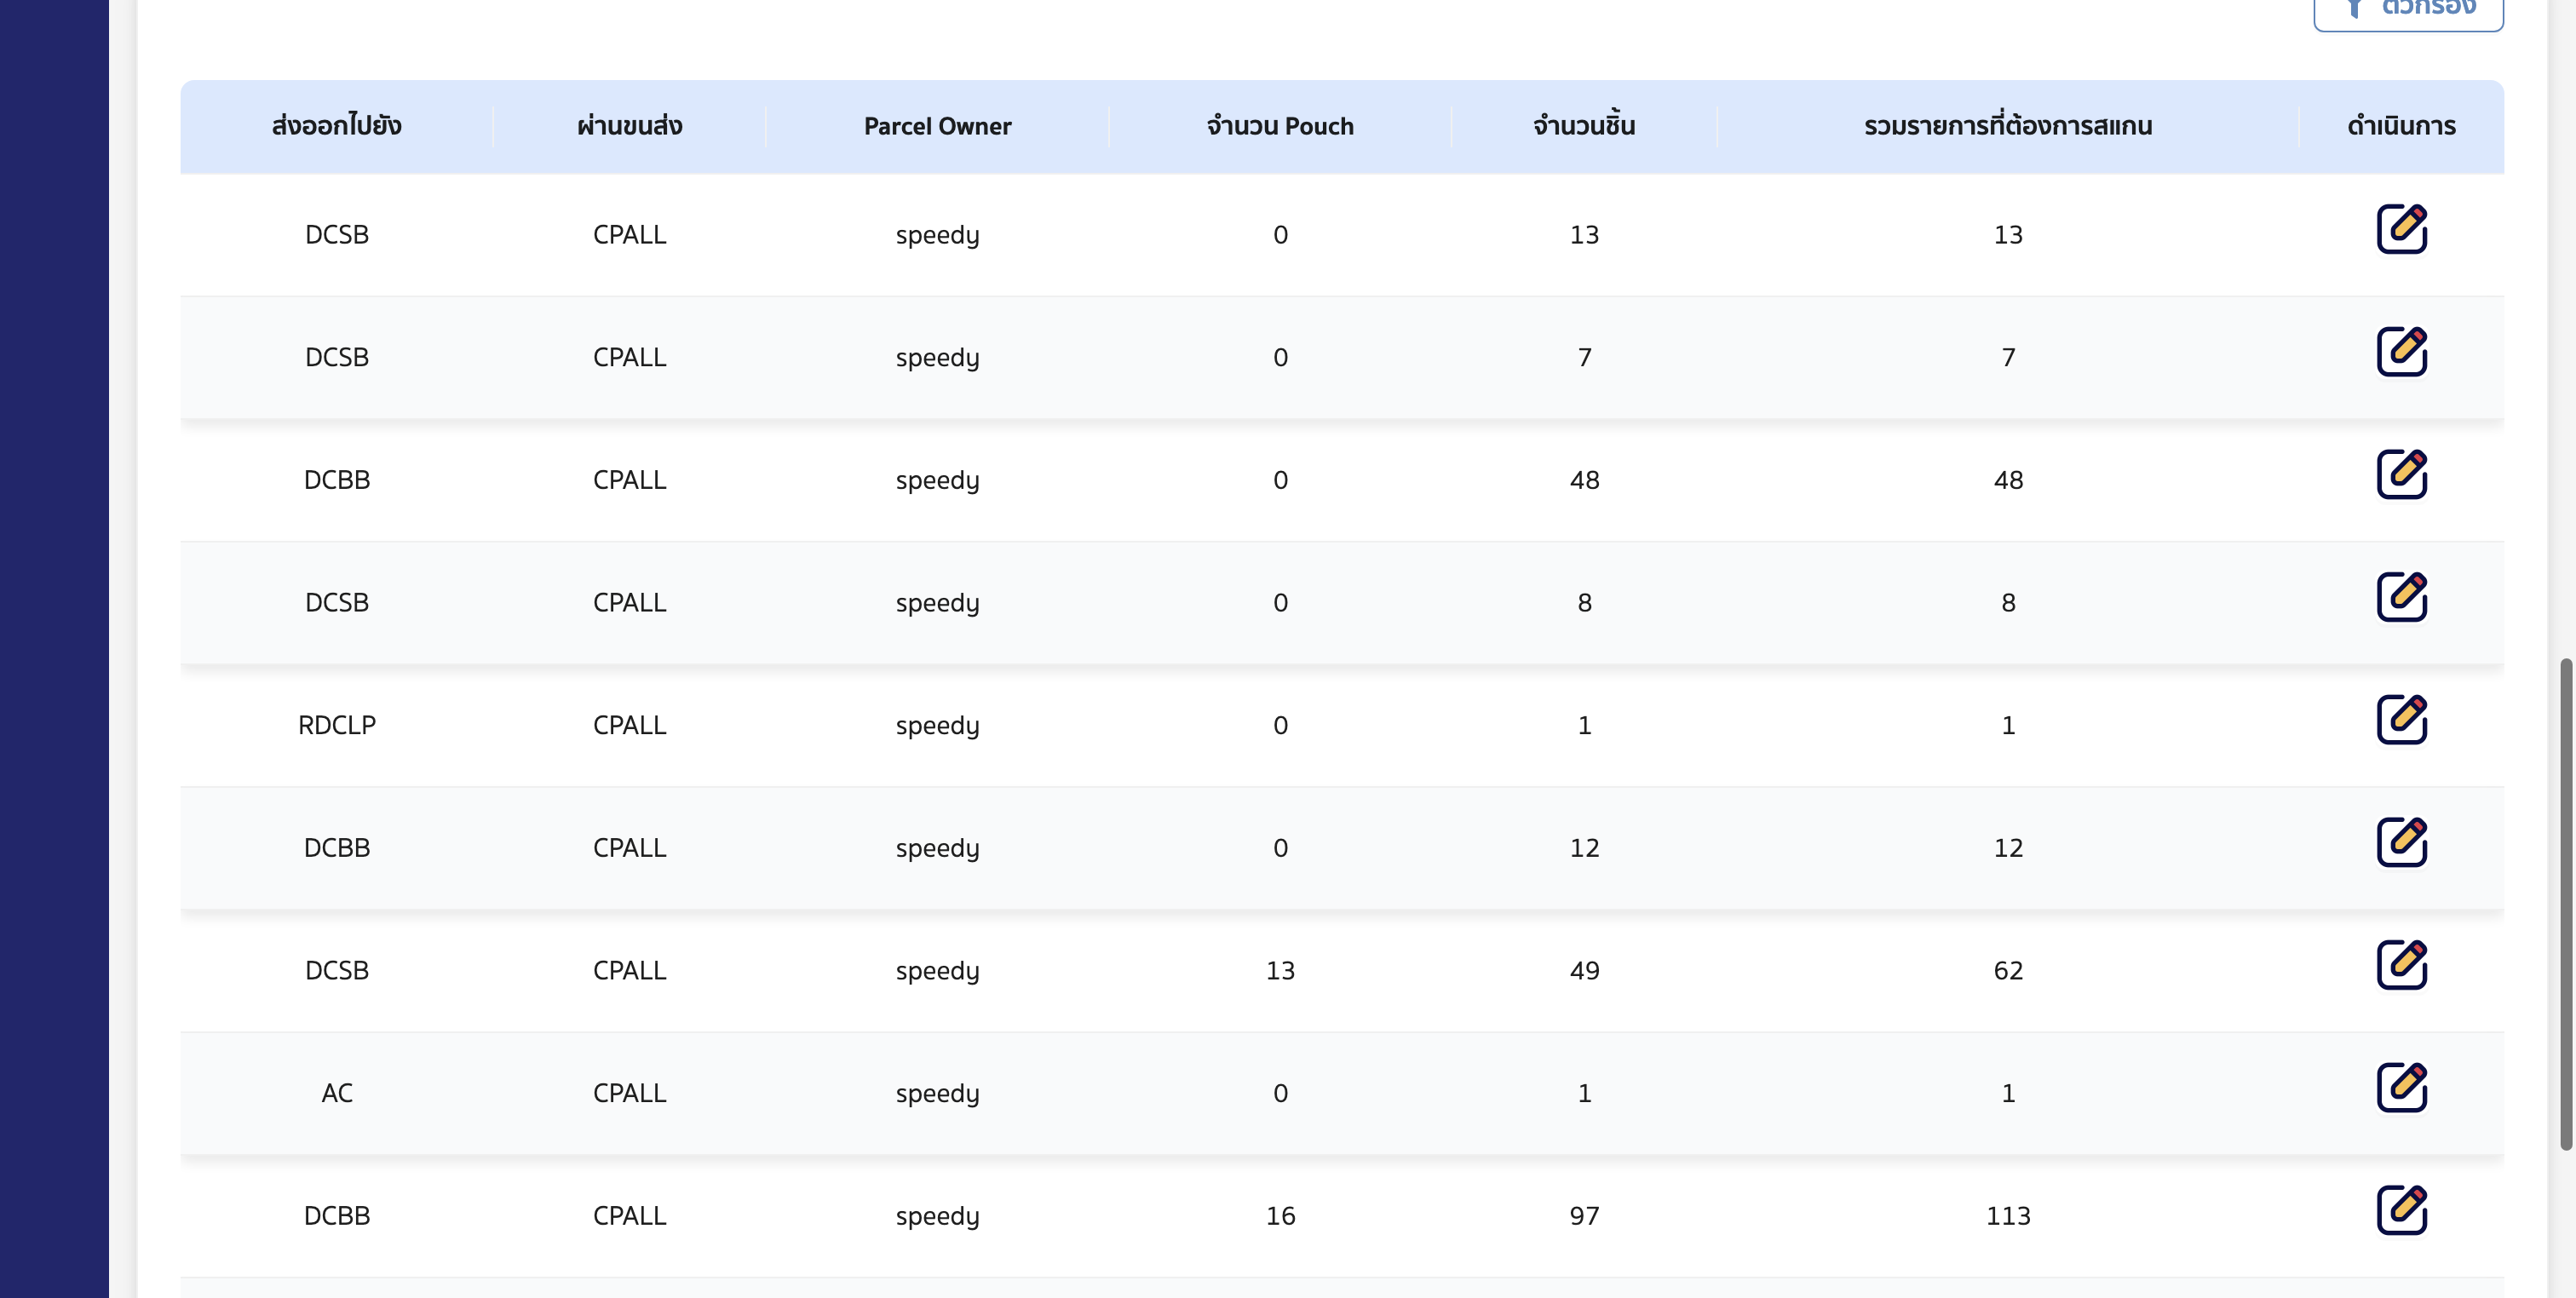 ตัวกรอง
ส่งออกไปยัง ผ่านขนส่ง Parcel Owner จำนวน Pouch จำนวนชิ้น รวมรายการที่ต้องการสแกน ดำเนินการ
DCSB CPALL speedy 0 13 13
DCSB CPALL speedy 0 7 7
DCBB CPALL speedy 0 48 48
DCSB CPALL speedy 0 8 8
RDCLP CPALL speedy 0 1 1
DCBB CPALL speedy 0 12 12
DCSB CPALL speedy 13 49 62
AC CPALL speedy 0 1 1
DCBB CPALL speedy 16 97 113